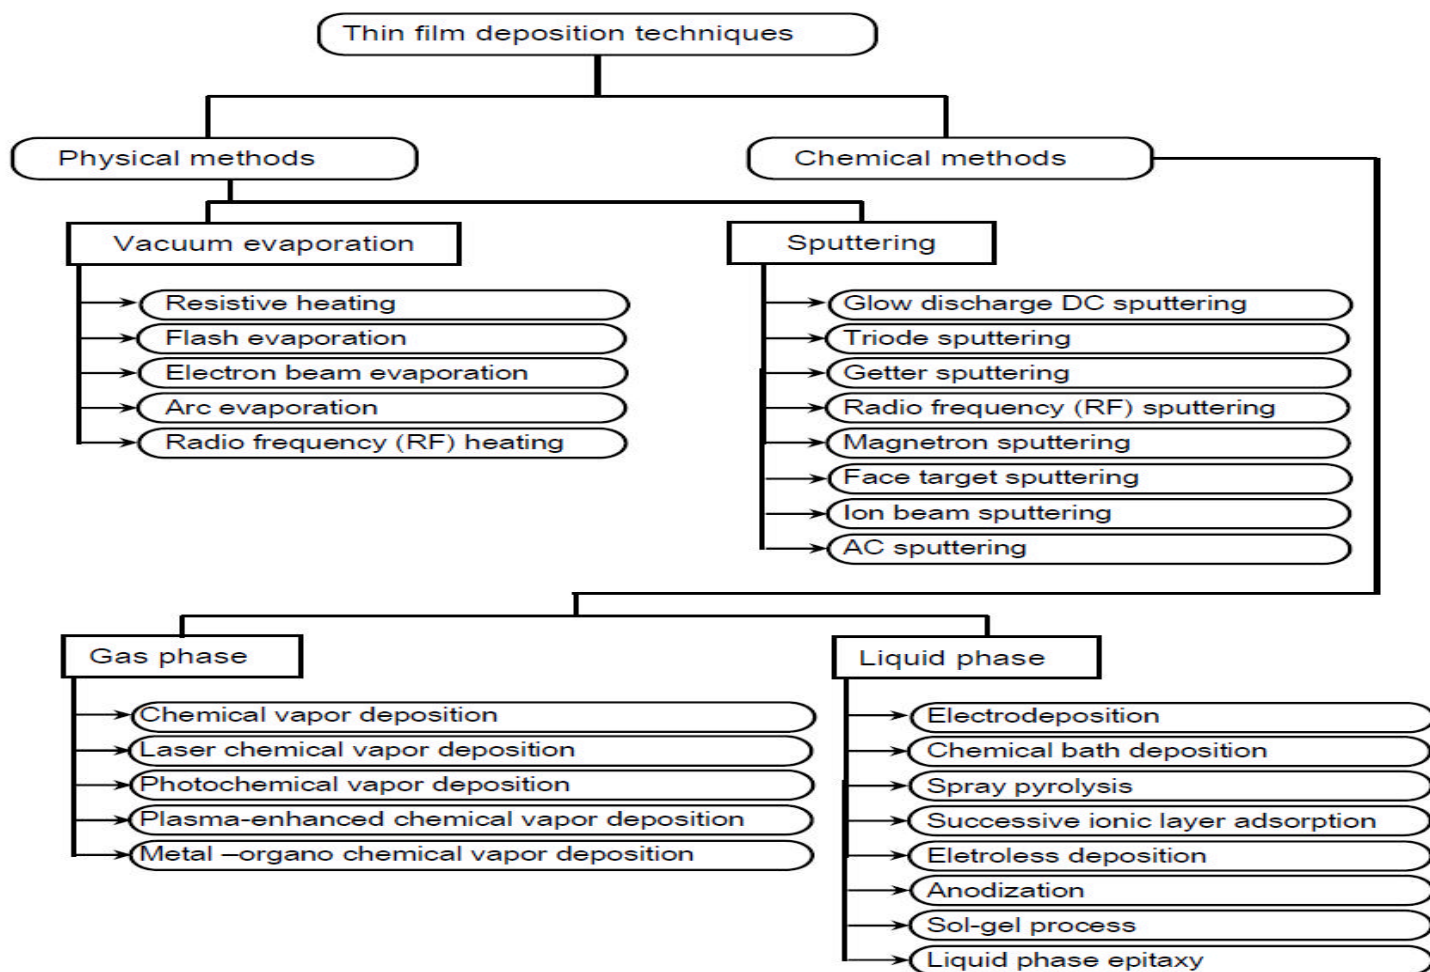 Thin film deposition techniques
Physical methods
Chemical methods
Vacuum evaporation
Sputtering
Resistive heating
Flash evaporation
Electron beam evaporation
Arc evaporation
Radio frequency (RF) heating
Glow discharge DC sputtering
Triode sputtering
Getter sputtering
Radio frequency (RF) sputtering
Magnetron sputtering
Face target sputtering
Ion beam sputtering
AC sputtering
Gas phase
Liquid phase
Chemical vapor deposition
Laser chemical vapor deposition
Photochemical vapor deposition
Plasma-enhanced chemical vapor deposition
Metal –organo chemical vapor deposition
Electrodeposition
Chemical bath deposition
Spray pyrolysis
Successive ionic layer adsorption
Eletroless deposition
Anodization
Sol-gel process
Liquid phase epitaxy